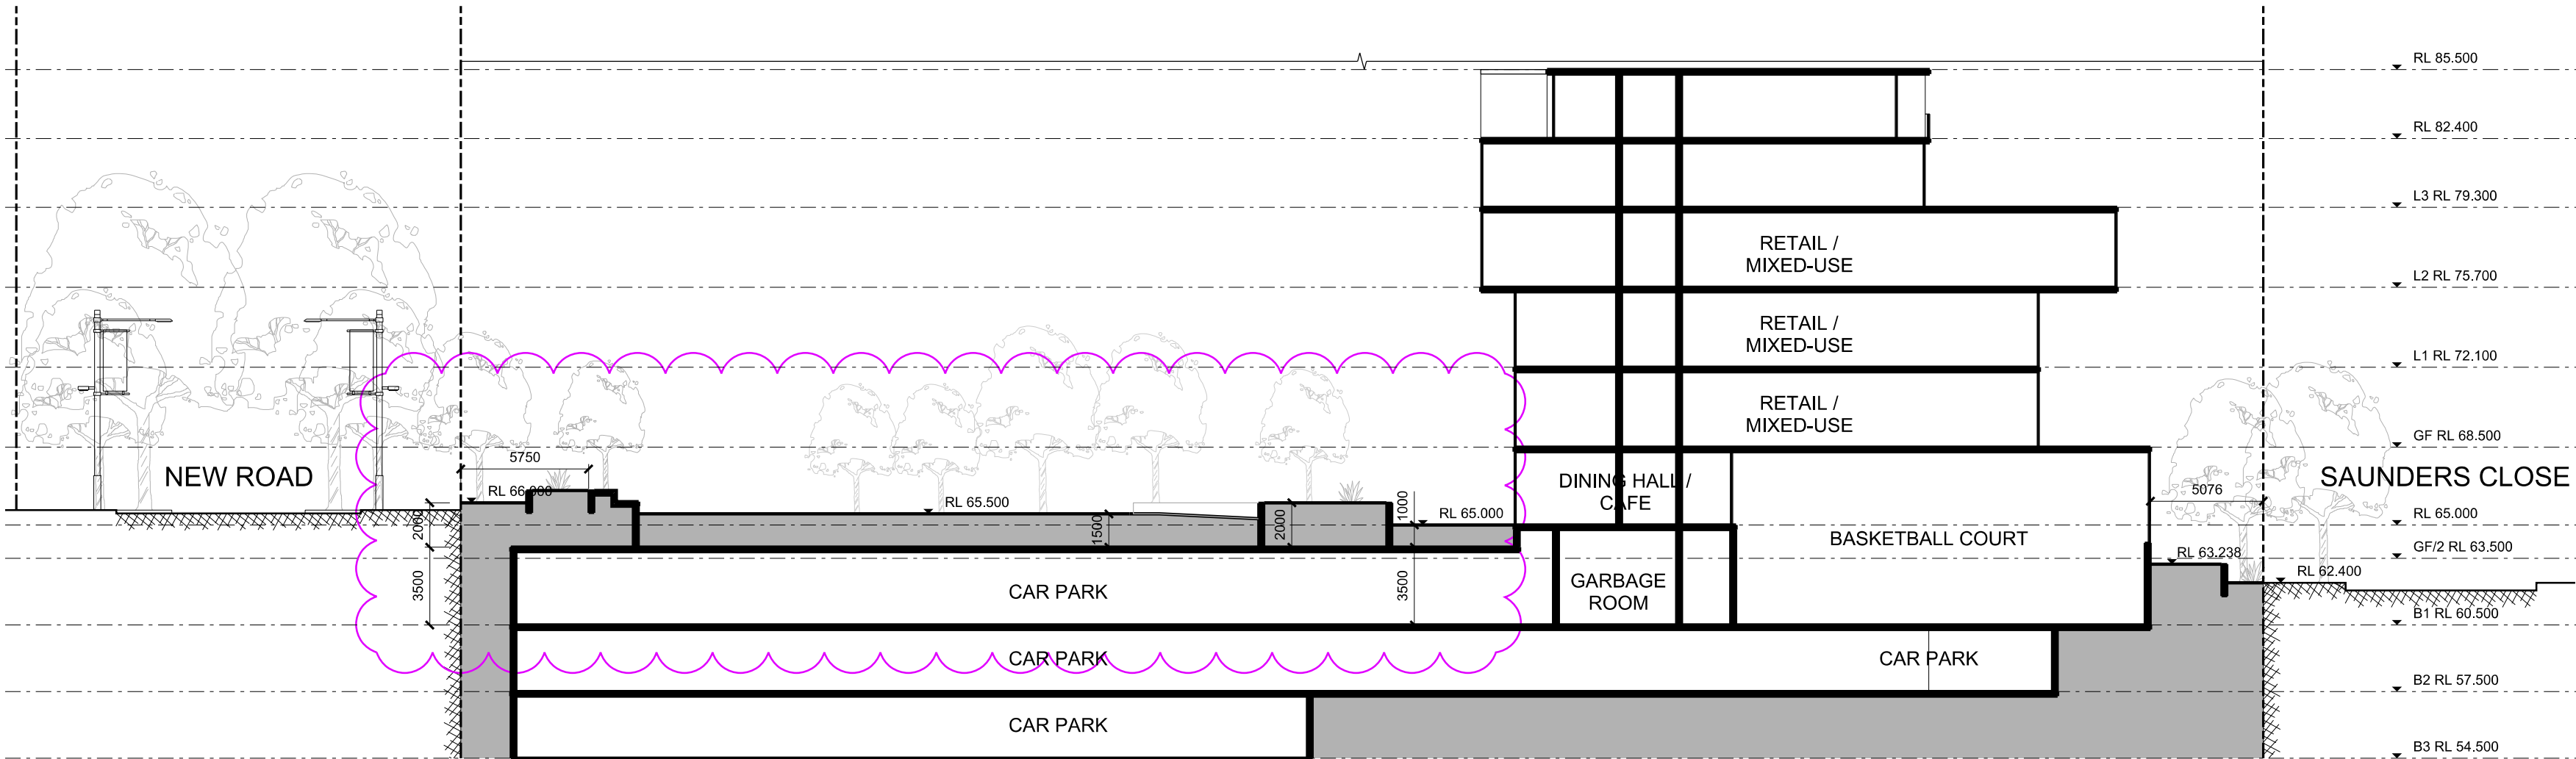 RL 85.500
RL 82.400
L3 RL 79.300
RETAIL /
MIXED-USE
L2 RL 75.700
RETAIL /
MIXED-USE
L1 RL 72.100
RETAIL /
MIXED-USE
GF RL 68.500
NEW ROAD
5750
RL 66.000
RL 65.500
1000
RL 65.000
DINING HALL /
CAFE
5076
SAUNDERS CLOSE
RL 65.000
2000
1500
2000
BASKETBALL COURT
RL 63.238
GF/2 RL 63.500
RL 62.400
3500
CAR PARK
3500
GARBAGE
ROOM
B1 RL 60.500
CAR PARK
CAR PARK
B2 RL 57.500
CAR PARK
B3 RL 54.500